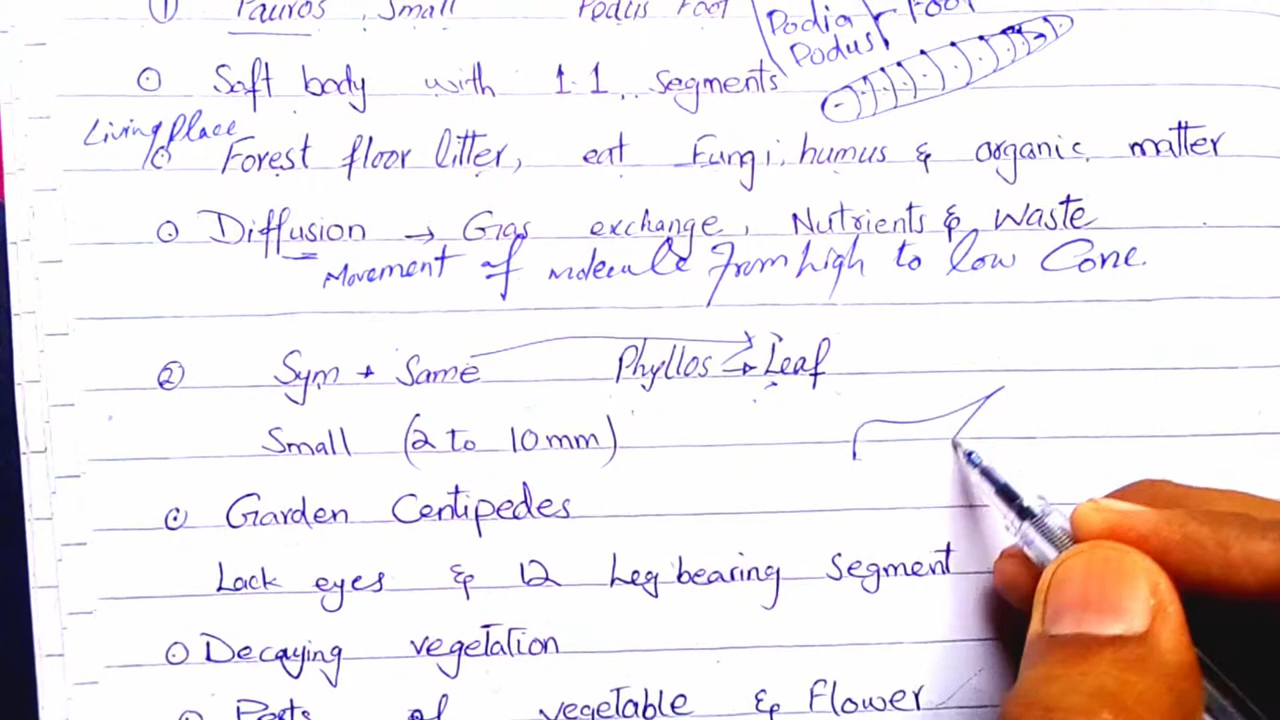 ① Pauros, Small Podus Foot
Podia Foot
Podus
⊙ Soft body with 11, segments
Living Place
⊙ Forest floor litter, eat Fungi, humus & organic matter
⊙ Diffusion → Gas exchange, Nutrients & Waste
Movement of molecule from high to low Conc.
② Sym + Same Phyllos → Leaf
Small (2 to 10mm)
⊙ Garden Centipedes
Lack eyes & 12 Leg bearing Segment
⊙ Decaying vegetation
⊙ Pests of vegetable & Flower